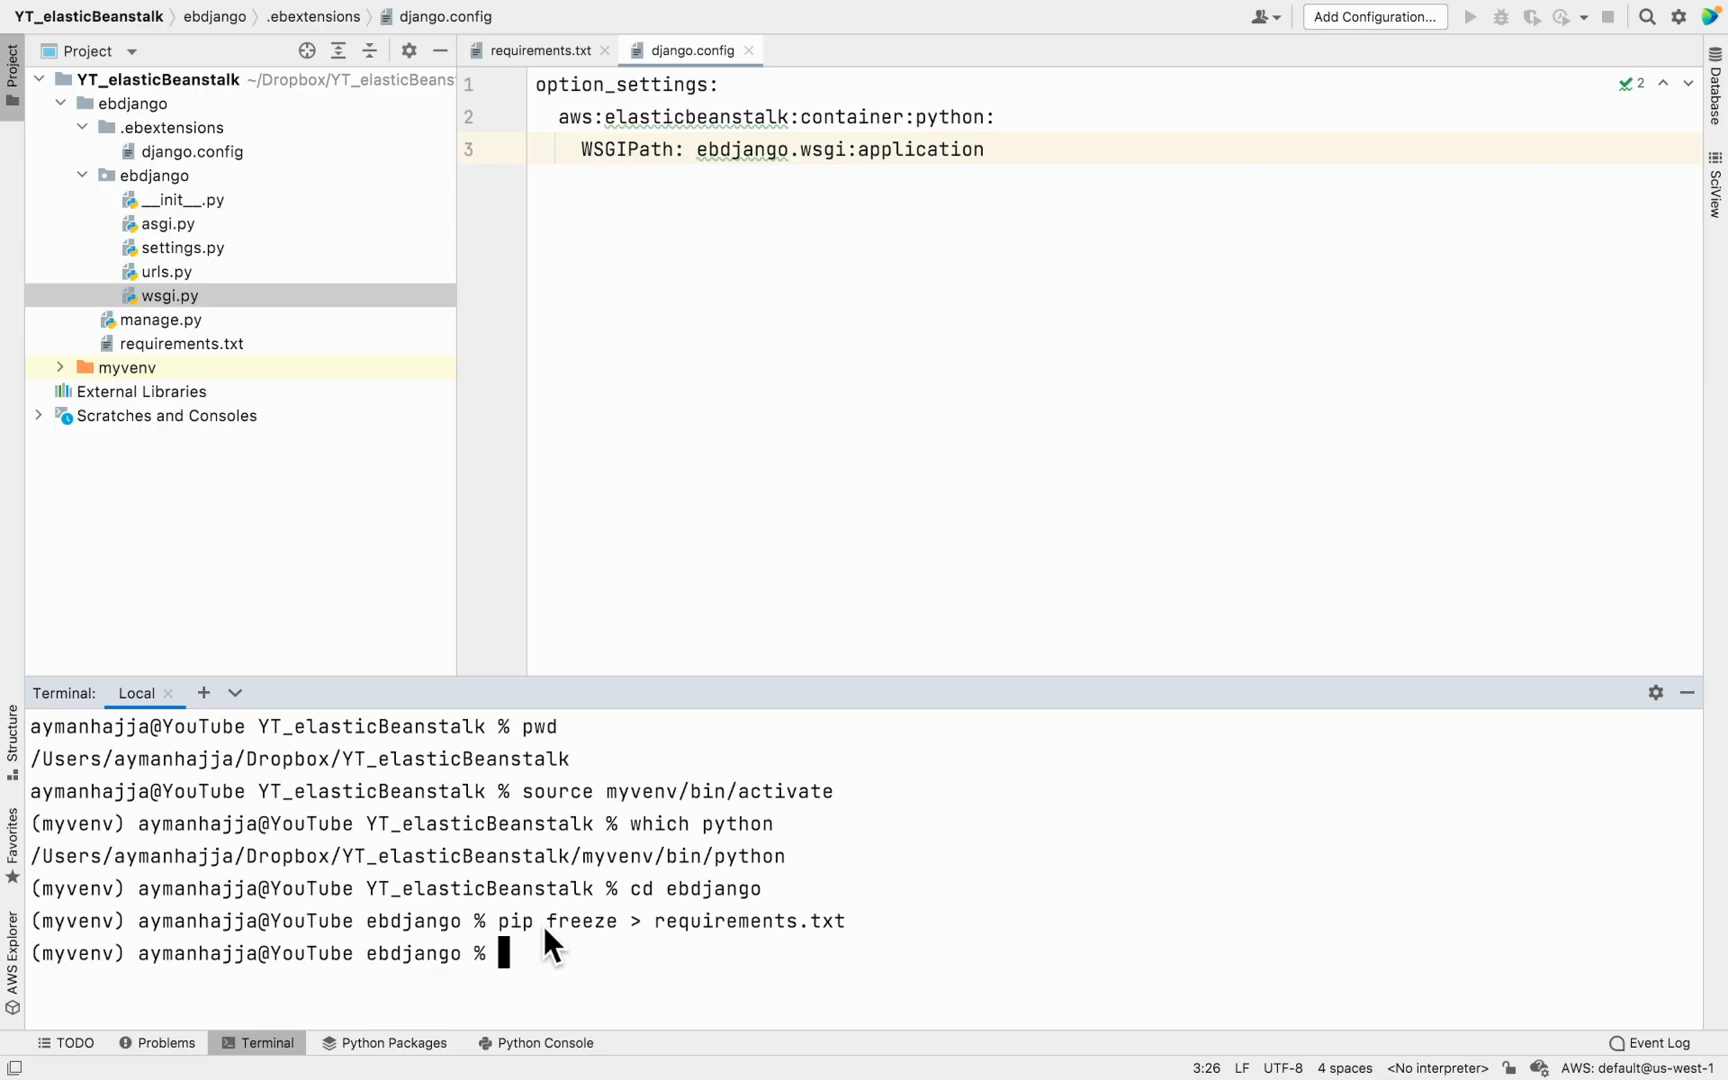 YT_elasticBeanstalk ebdjango .ebextensions django.config
Add Configuration...
Project
requirements.txt django.config
YT_elasticBeanstalk ~/Dropbox/YT_elasticBeans
ebdjango
.ebextensions
django.config
ebdjango
__init__.py
asgi.py
settings.py
urls.py
wsgi.py
manage.py
requirements.txt
myvenv
External Libraries
Scratches and Consoles
1 option_settings:
2 aws:elasticbeanstalk:container:python:
3 WSGIPath: ebdjango.wsgi:application
2
Project
Structure
Favorites
AWS Explorer
Database
SciView
Terminal: Local
aymanhajja@YouTube YT_elasticBeanstalk % pwd
/Users/aymanhajja/Dropbox/YT_elasticBeanstalk
aymanhajja@YouTube YT_elasticBeanstalk % source myvenv/bin/activate
(myvenv) aymanhajja@YouTube YT_elasticBeanstalk % which python
/Users/aymanhajja/Dropbox/YT_elasticBeanstalk/myvenv/bin/python
(myvenv) aymanhajja@YouTube YT_elasticBeanstalk % cd ebdjango
(myvenv) aymanhajja@YouTube ebdjango % pip freeze > requirements.txt
(myvenv) aymanhajja@YouTube ebdjango %
TODO Problems Terminal Python Packages Python Console Event Log
3:26 LF UTF-8 4 spaces <No interpreter> AWS: default@us-west-1